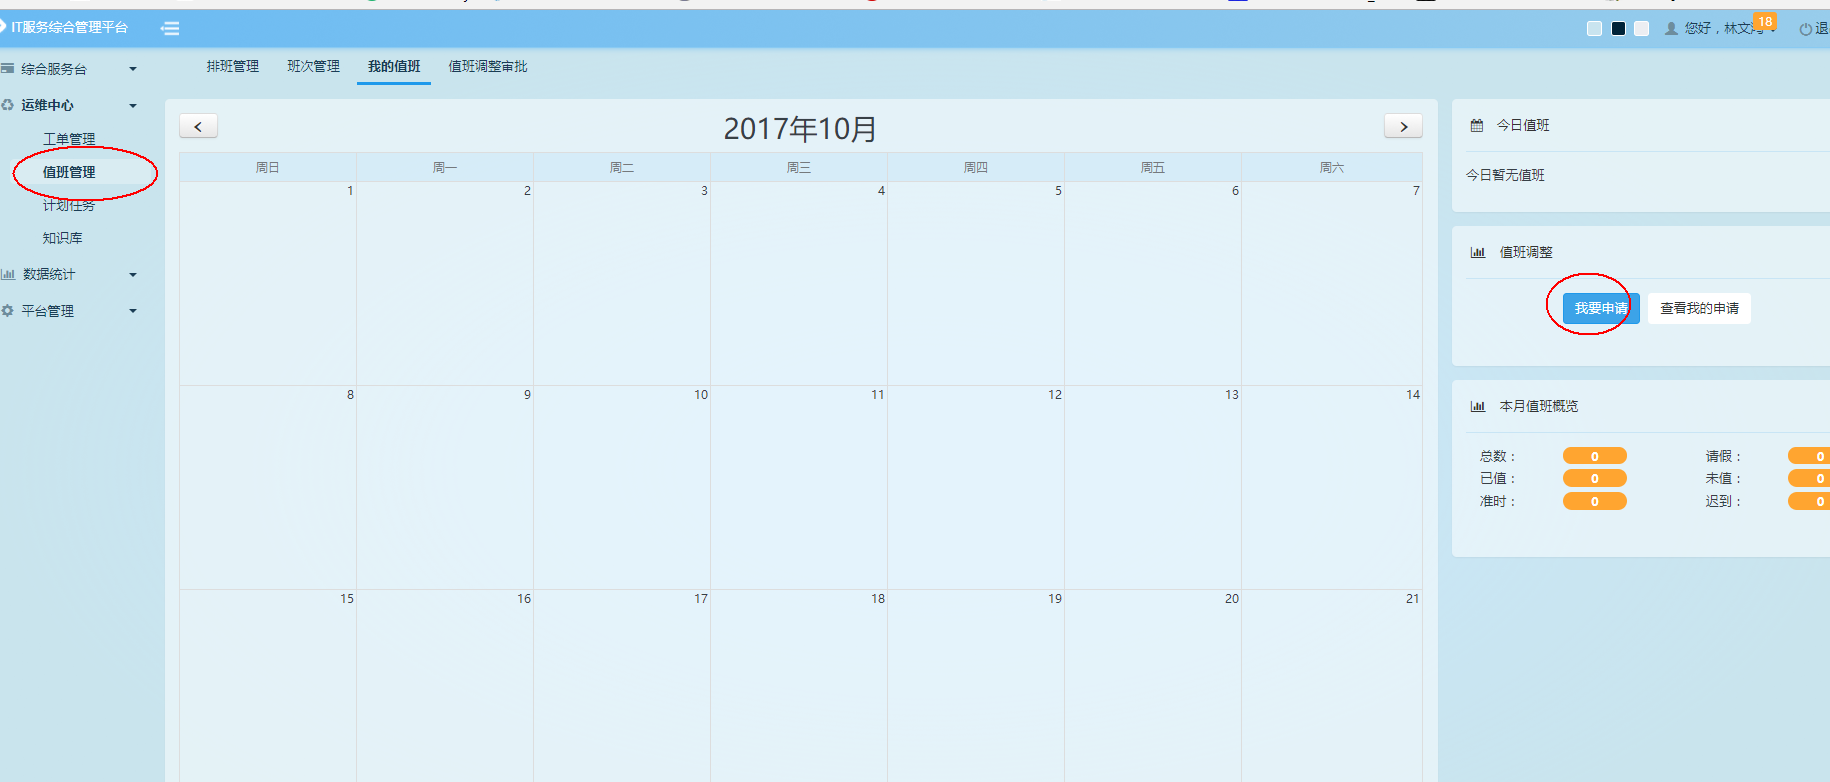 IT服务综合管理平台
18
您好，林文
退
综合服务台
运维中心
工单管理
值班管理
计划任务
知识库
数据统计
平台管理
排班管理 班次管理 我的值班 值班调整审批
2017年10月
周日 周一 周二 周三 周四 周五 周六
1 2 3 4 5 6 7
8 9 10 11 12 13 14
15 16 17 18 19 20 21
今日值班
今日暂无值班
值班调整
我要申请 查看我的申请
本月值班概览
总数： 0 请假： 0
已值： 0 未值： 0
准时： 0 迟到： 0